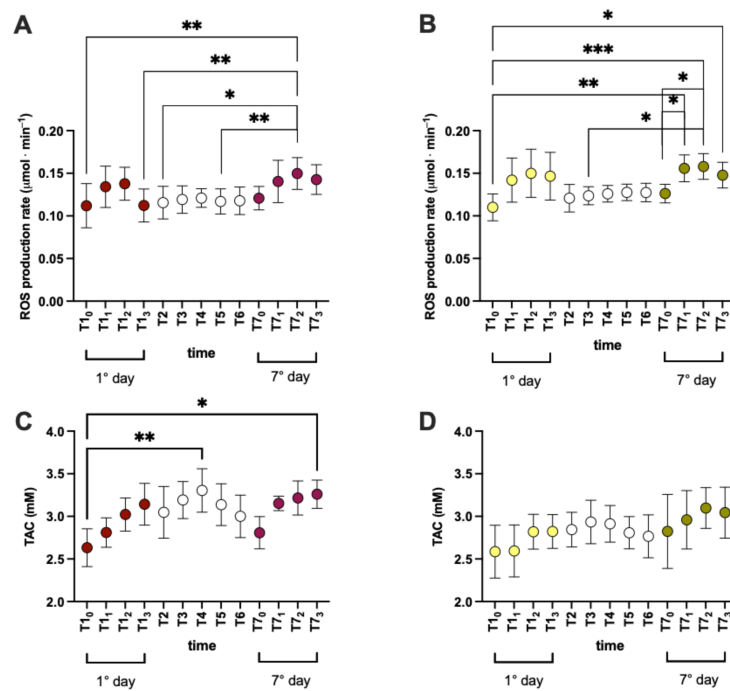 A
**
**
*
**
ROS production rate (μmol · min⁻¹)
0.20
0.15
0.10
0.05
0.00
T1₀ T1₁ T1₂ T1₃ T2 T3 T4 T5 T6 T7₀ T7₁ T7₂ T7₃
time
1° day 7° day
B
*
***
**
*
*
*
ROS production rate (μmol · min⁻¹)
0.20
0.15
0.10
0.05
0.00
T1₀ T1₁ T1₂ T1₃ T2 T3 T4 T5 T6 T7₀ T7₁ T7₂ T7₃
time
1° day 7° day
C
*
**
TAC (mM)
4.0
3.5
3.0
2.5
2.0
T1₀ T1₁ T1₂ T1₃ T2 T3 T4 T5 T6 T7₀ T7₁ T7₂ T7₃
time
1° day 7° day
D
TAC (mM)
4.0
3.5
3.0
2.5
2.0
T1₀ T1₁ T1₂ T1₃ T2 T3 T4 T5 T6 T7₀ T7₁ T7₂ T7₃
time
1° day 7° day